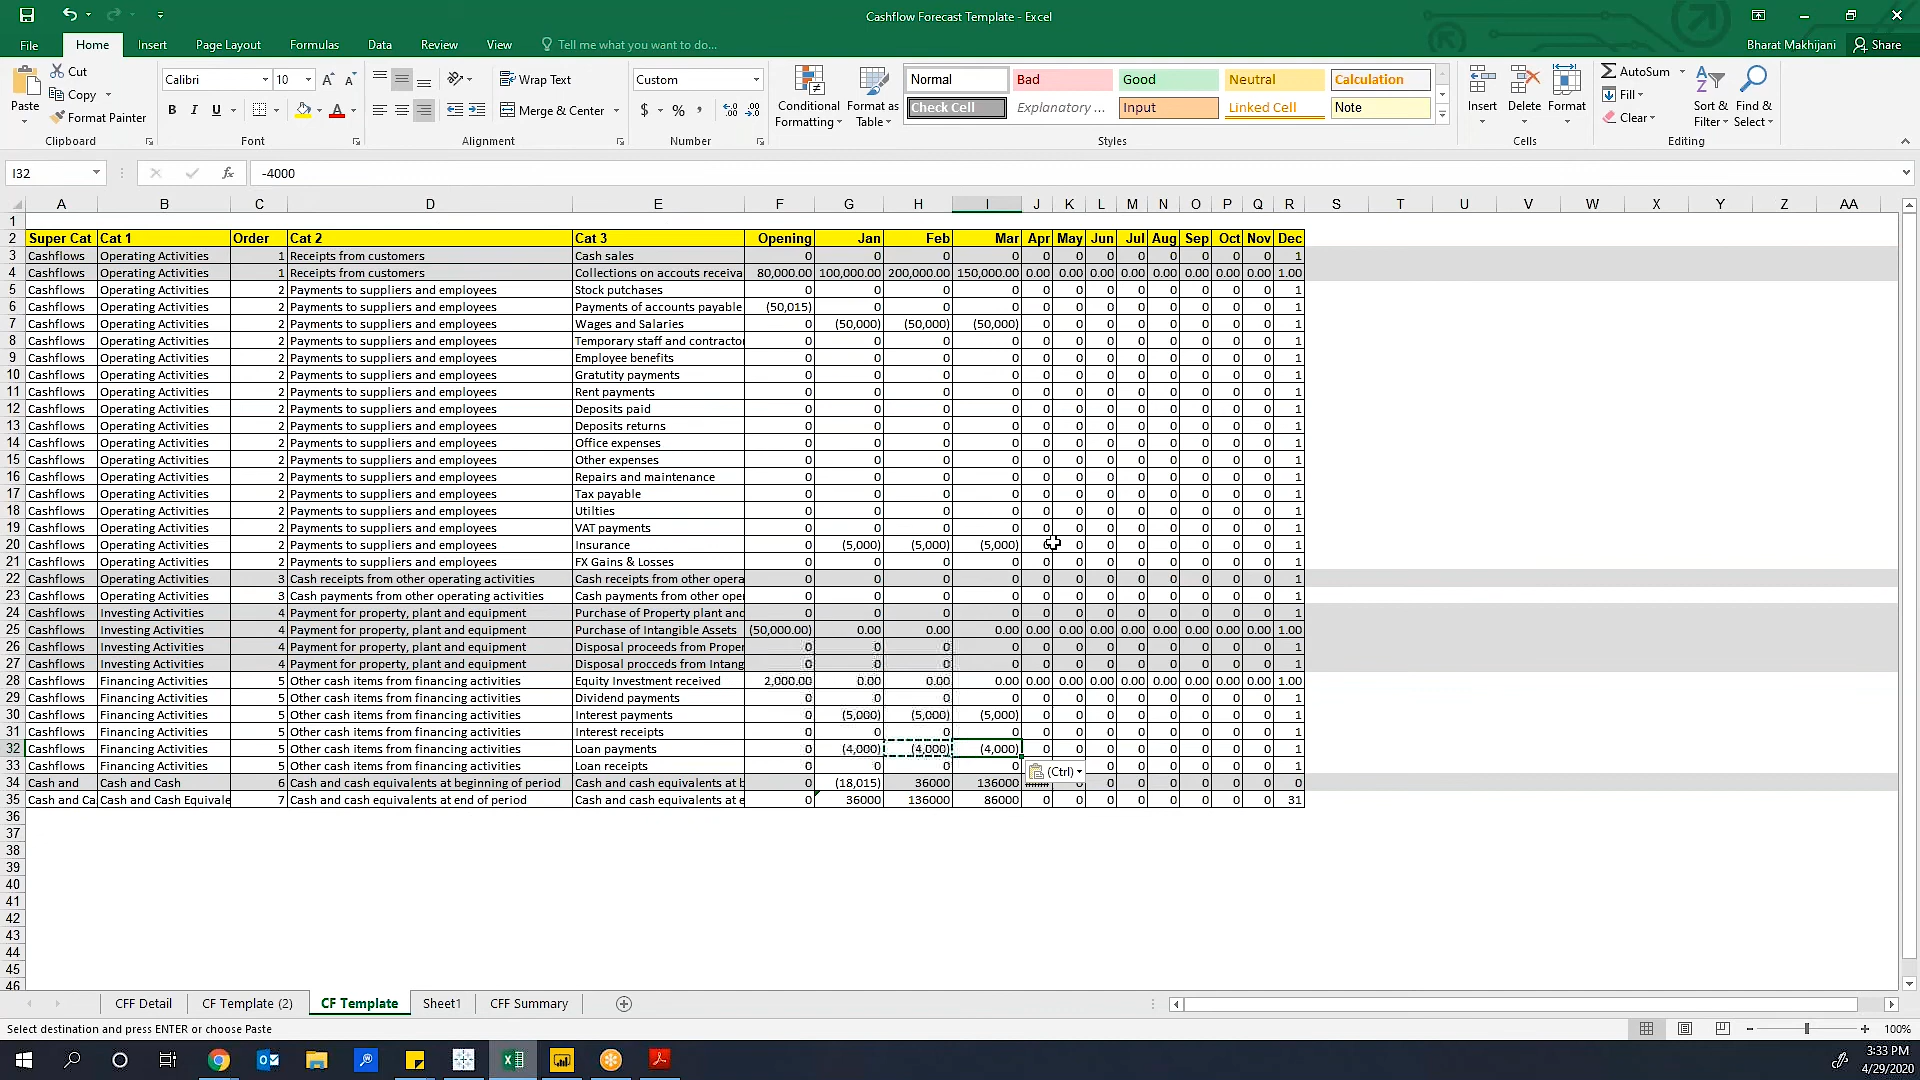 Cashflow Forecast Template - Excel
File Home Insert Page Layout Formulas Data Review View Tell me what you want to do... Bharat Makhijani Share
Paste Cut Copy Format Painter Clipboard
Calibri 10 B I U Font
Wrap Text Merge & Center Alignment
Custom $ % , Number
Conditional Formatting Format as Table
Normal Bad Good Neutral Calculation
Check Cell Explanatory ... Input Linked Cell Note
Styles
Insert Delete Format Cells
AutoSum Fill Clear Sort & Filter Find & Select Editing
I32 fx -4000
A B C D E F G H I J K L M N O P Q R S T U V W X Y Z AA
1
2 Super Cat Cat 1 Order Cat 2 Cat 3 Opening Jan Feb Mar Apr May Jun Jul Aug Sep Oct Nov Dec
3 Cashflows Operating Activities 1 Receipts from customers Cash sales 0 0 0 0 0 0 0 0 0 0 0 0 1
4 Cashflows Operating Activities 1 Receipts from customers Collections on accouts receiva 80,000.00 100,000.00 200,000.00 150,000.00 0.00 0.00 0.00 0.00 0.00 0.00 0.00 0.00 1.00
5 Cashflows Operating Activities 2 Payments to suppliers and employees Stock putchases 0 0 0 0 0 0 0 0 0 0 0 0 1
6 Cashflows Operating Activities 2 Payments to suppliers and employees Payments of accounts payable (50,015) 0 0 0 0 0 0 0 0 0 0 0 1
7 Cashflows Operating Activities 2 Payments to suppliers and employees Wages and Salaries 0 (50,000) (50,000) (50,000) 0 0 0 0 0 0 0 0 1
8 Cashflows Operating Activities 2 Payments to suppliers and employees Temporary staff and contractor 0 0 0 0 0 0 0 0 0 0 0 0 1
9 Cashflows Operating Activities 2 Payments to suppliers and employees Employee benefits 0 0 0 0 0 0 0 0 0 0 0 0 1
10 Cashflows Operating Activities 2 Payments to suppliers and employees Gratutity payments 0 0 0 0 0 0 0 0 0 0 0 0 1
11 Cashflows Operating Activities 2 Payments to suppliers and employees Rent payments 0 0 0 0 0 0 0 0 0 0 0 0 1
12 Cashflows Operating Activities 2 Payments to suppliers and employees Deposits paid 0 0 0 0 0 0 0 0 0 0 0 0 1
13 Cashflows Operating Activities 2 Payments to suppliers and employees Deposits returns 0 0 0 0 0 0 0 0 0 0 0 0 1
14 Cashflows Operating Activities 2 Payments to suppliers and employees Office expenses 0 0 0 0 0 0 0 0 0 0 0 0 1
15 Cashflows Operating Activities 2 Payments to suppliers and employees Other expenses 0 0 0 0 0 0 0 0 0 0 0 0 1
16 Cashflows Operating Activities 2 Payments to suppliers and employees Repairs and maintenance 0 0 0 0 0 0 0 0 0 0 0 0 1
17 Cashflows Operating Activities 2 Payments to suppliers and employees Tax payable 0 0 0 0 0 0 0 0 0 0 0 0 1
18 Cashflows Operating Activities 2 Payments to suppliers and employees Utilties 0 0 0 0 0 0 0 0 0 0 0 0 1
19 Cashflows Operating Activities 2 Payments to suppliers and employees VAT payments 0 0 0 0 0 0 0 0 0 0 0 0 1
20 Cashflows Operating Activities 2 Payments to suppliers and employees Insurance 0 (5,000) (5,000) (5,000) 0 0 0 0 0 0 0 0 1
21 Cashflows Operating Activities 2 Payments to suppliers and employees FX Gains & Losses 0 0 0 0 0 0 0 0 0 0 0 0 1
22 Cashflows Operating Activities 3 Cash receipts from other operating activities Cash receipts from other opera 0 0 0 0 0 0 0 0 0 0 0 0 1
23 Cashflows Operating Activities 3 Cash payments from other operating activities Cash payments from other oper 0 0 0 0 0 0 0 0 0 0 0 0 1
24 Cashflows Investing Activities 4 Payment for property, plant and equipment Purchase of Property plant and 0 0 0 0 0 0 0 0 0 0 0 0 1
25 Cashflows Investing Activities 4 Payment for property, plant and equipment Purchase of Intangible Assets (50,000.00) 0.00 0.00 0.00 0.00 0.00 0.00 0.00 0.00 0.00 0.00 0.00 1.00
26 Cashflows Investing Activities 4 Payment for property, plant and equipment Disposal proceeds from Proper 0 0 0 0 0 0 0 0 0 0 0 0 1
27 Cashflows Investing Activities 4 Payment for property, plant and equipment Disposal procceds from Intang 0 0 0 0 0 0 0 0 0 0 0 0 1
28 Cashflows Financing Activities 5 Other cash items from financing activities Equity Investment received 2,000.00 0.00 0.00 0.00 0.00 0.00 0.00 0.00 0.00 0.00 0.00 0.00 1.00
29 Cashflows Financing Activities 5 Other cash items from financing activities Dividend payments 0 0 0 0 0 0 0 0 0 0 0 0 1
30 Cashflows Financing Activities 5 Other cash items from financing activities Interest payments 0 (5,000) (5,000) (5,000) 0 0 0 0 0 0 0 0 1
31 Cashflows Financing Activities 5 Other cash items from financing activities Interest receipts 0 0 0 0 0 0 0 0 0 0 0 0 1
32 Cashflows Financing Activities 5 Other cash items from financing activities Loan payments 0 (4,000) (4,000) (4,000) 0 0 0 0 0 0 0 0 1
33 Cashflows Financing Activities 5 Other cash items from financing activities Loan receipts 0 0 0 0 (Ctrl) 0 0 0 0 0 0 1
34 Cash and Cash and Cash 6 Cash and cash equivalents at beginning of period Cash and cash equivalents at b 0 (18,015) 36000 136000 0 0 0 0 0 0 0 0
35 Cash and Ca Cash and Cash Equivale 7 Cash and cash equivalents at end of period Cash and cash equivalents at e 0 36000 136000 86000 0 0 0 0 0 0 0 0 31
36
37
38
39
40
41
42
43
44
45
46
CFF Detail CF Template (2) CF Template Sheet1 CFF Summary
Select destination and press ENTER or choose Paste 100%
3:33 PM
4/29/2020